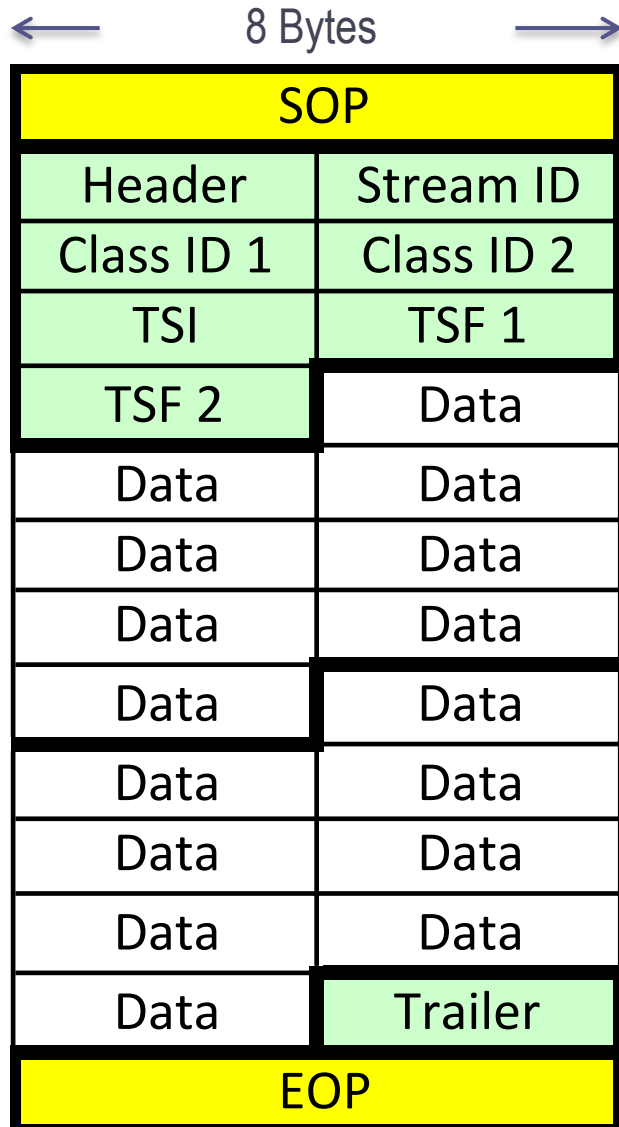 8 Bytes
SOP
Header Stream ID
Class ID 1 Class ID 2
TSI TSF 1
TSF 2 Data
Data Data
Data Data
Data Data
Data Data
Data Data
Data Data
Data Data
Data Trailer
EOP